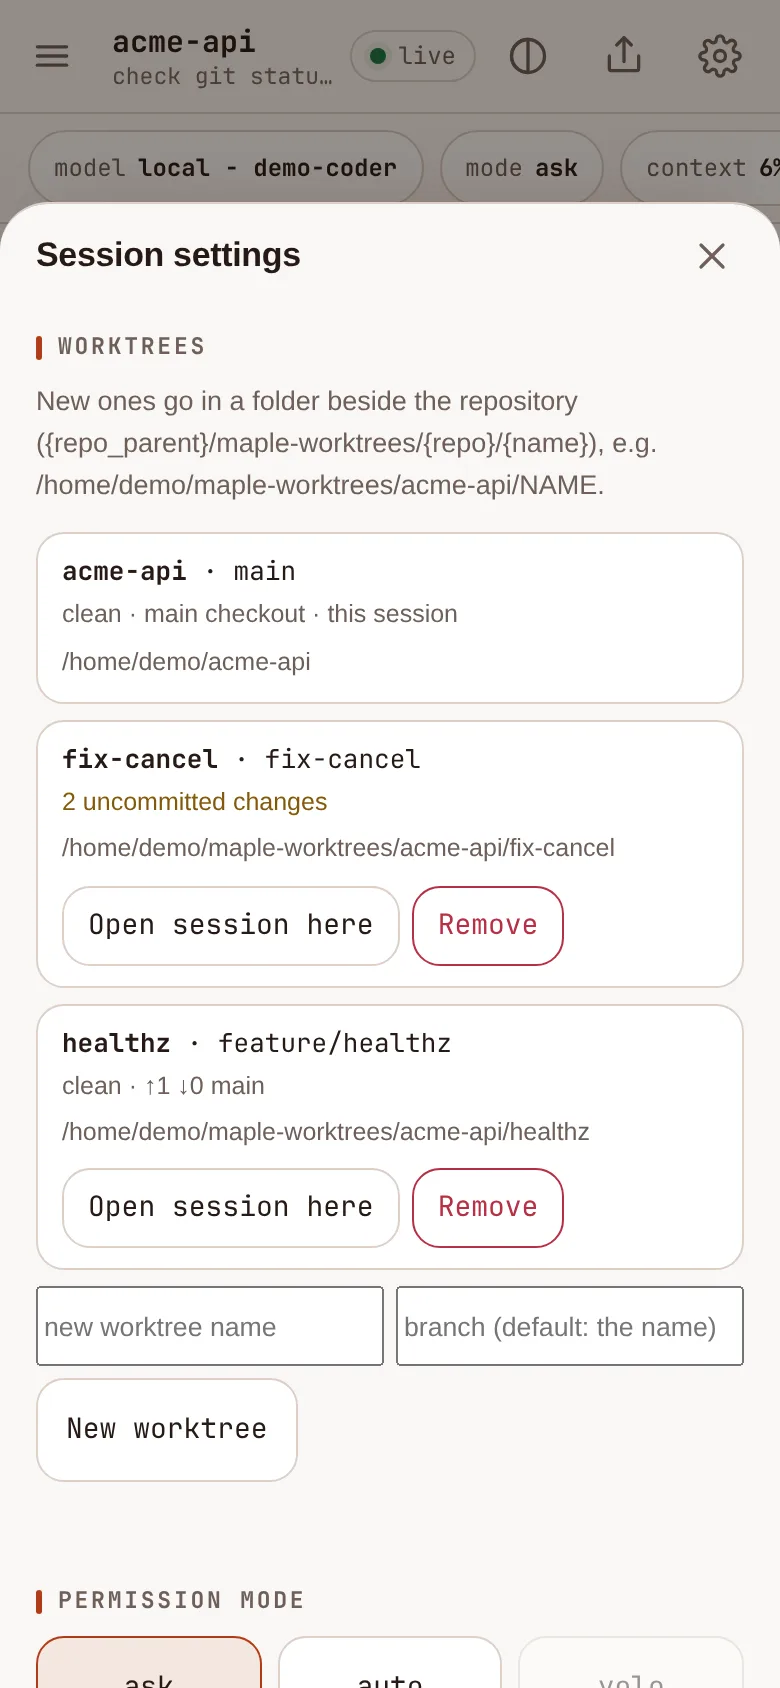 acme-api
check git statu…
live
model local - demo-coder
mode ask
context 6%
Session settings
WORKTREES
New ones go in a folder beside the repository
({repo_parent}/maple-worktrees/{repo}/{name}), e.g.
/home/demo/maple-worktrees/acme-api/NAME.
acme-api · main
clean · main checkout · this session
/home/demo/acme-api
fix-cancel · fix-cancel
2 uncommitted changes
/home/demo/maple-worktrees/acme-api/fix-cancel
Open session here
Remove
healthz · feature/healthz
clean · ↑1 ↓0 main
/home/demo/maple-worktrees/acme-api/healthz
Open session here
Remove
new worktree name
branch (default: the name)
New worktree
PERMISSION MODE
ask
auto
yolo